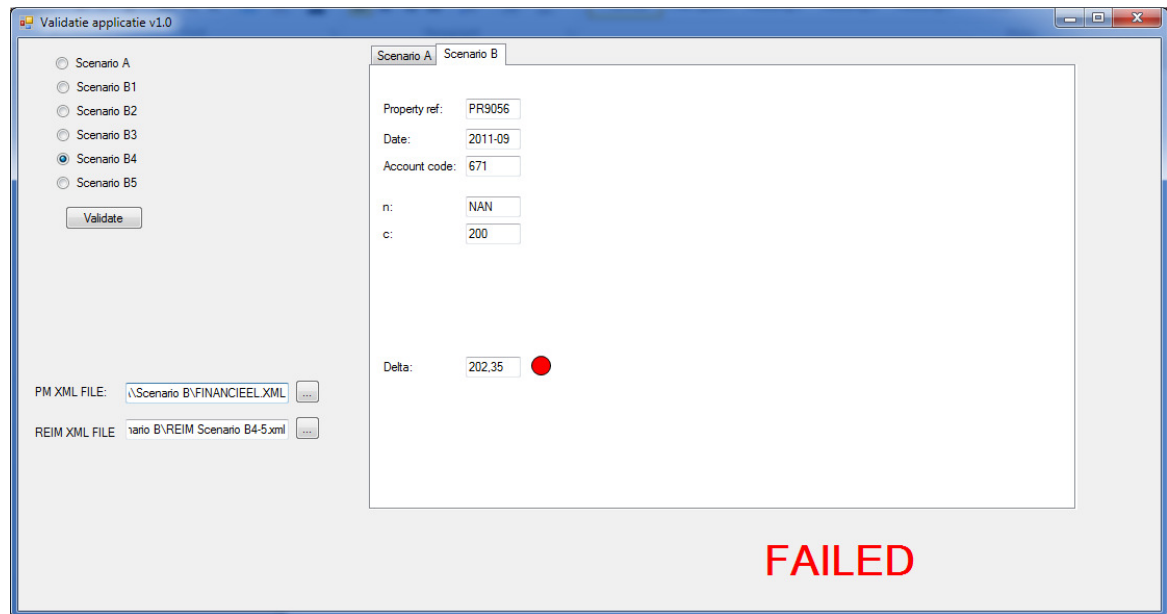 Validatie applicatie v1.0
Scenario A
Scenario B1
Scenario B2
Scenario B3
Scenario B4
Scenario B5
Validate
PM XML FILE: .\Scenario B\FINANCIEEL.XML ...
REIM XML FILE nario B\REIM Scenario B4-5.xml ...
Scenario A Scenario B
Property ref: PR9056
Date: 2011-09
Account code: 671
n: NAN
c: 200
Delta: 202,35
FAILED